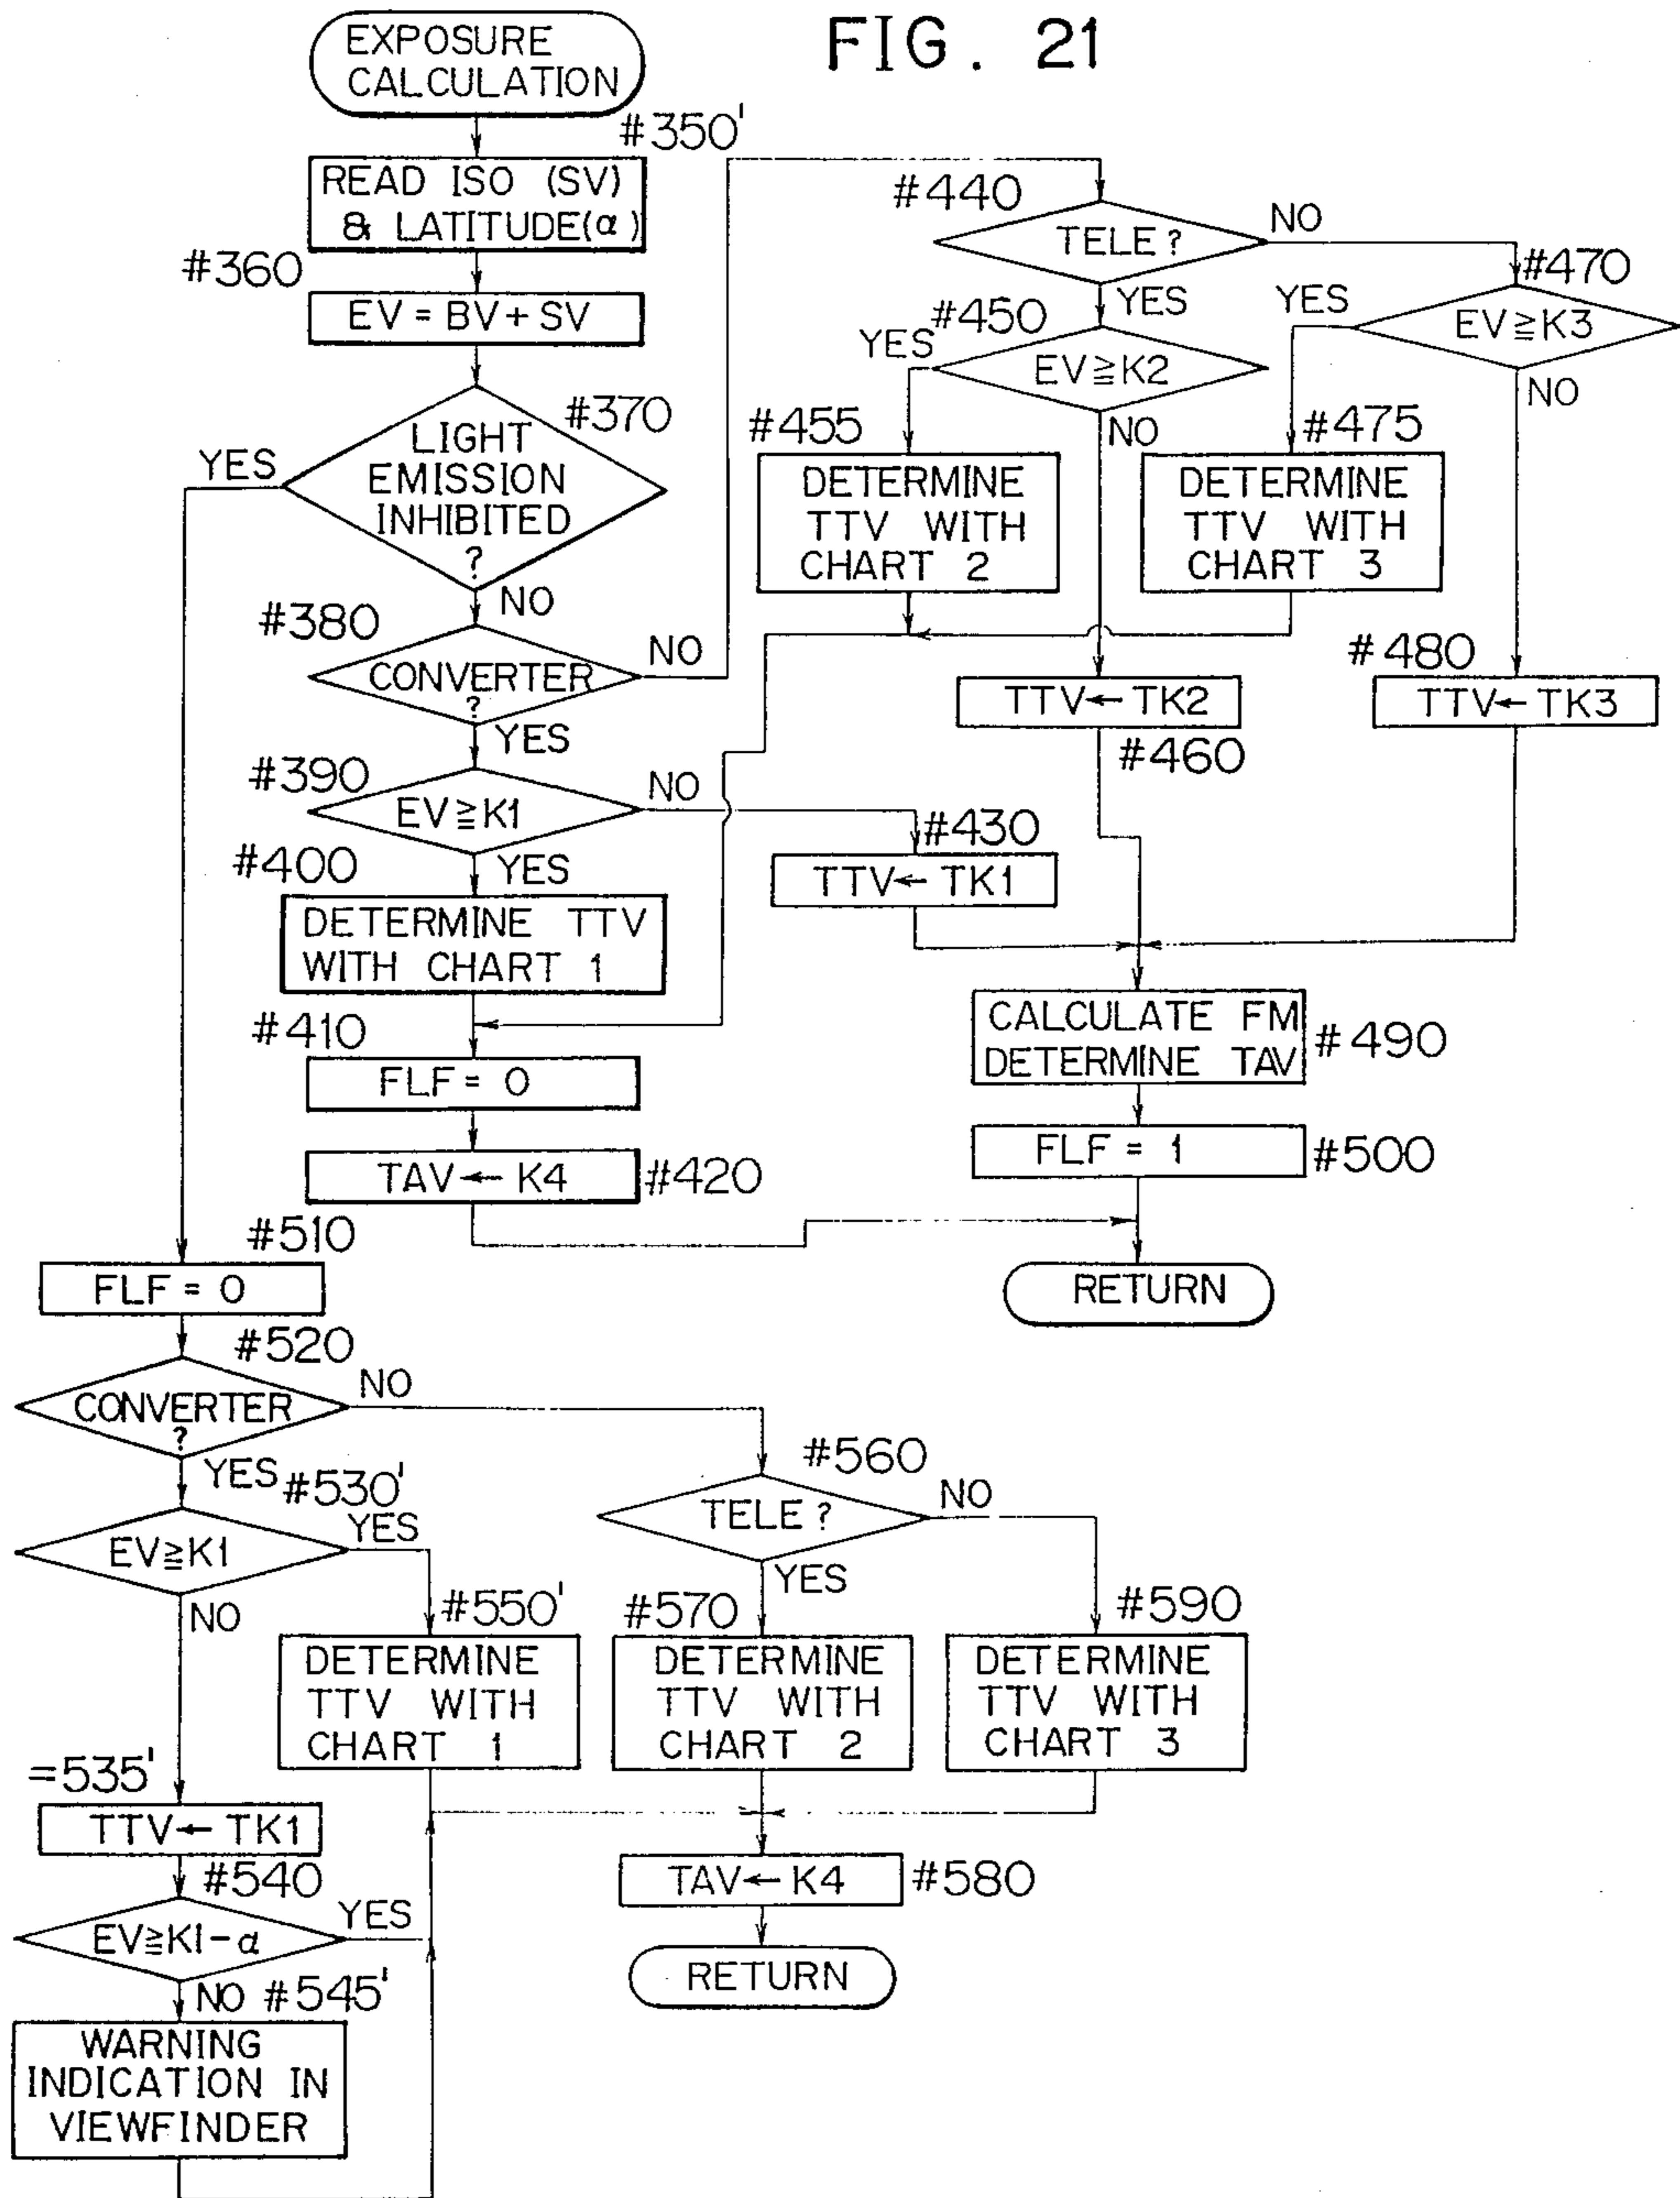 FIG. 21
EXPOSURE
CALCULATION
#350'
READ ISO (SV)
& LATITUDE(α)
#360
EV = BV + SV
#370
LIGHT
EMISSION
INHIBITED
?
YES
NO
#380
CONVERTER
?
NO
YES
#390
EV≧K1
NO
YES
#400
DETERMINE TTV
WITH CHART 1
#410
FLF = 0
TAV ← K4
#420
#430
TTV ← TK1
#440
TELE ?
NO
YES
#450
EV≧K2
YES
NO
#455
DETERMINE
TTV WITH
CHART 2
TTV ← TK2
#460
#470
EV≧K3
YES
NO
#475
DETERMINE
TTV WITH
CHART 3
#480
TTV ← TK3
CALCULATE FM
DETERMINE TAV
#490
FLF = 1
#500
RETURN
#510
FLF = 0
#520
CONVERTER
?
NO
YES
#530'
EV≧K1
YES
NO
#550'
DETERMINE
TTV WITH
CHART 1
=535'
TTV ← TK1
#540
EV≧K1-α
YES
NO
#545'
WARNING
INDICATION IN
VIEWFINDER
#560
TELE ?
NO
YES
#570
DETERMINE
TTV WITH
CHART 2
#590
DETERMINE
TTV WITH
CHART 3
TAV ← K4
#580
RETURN